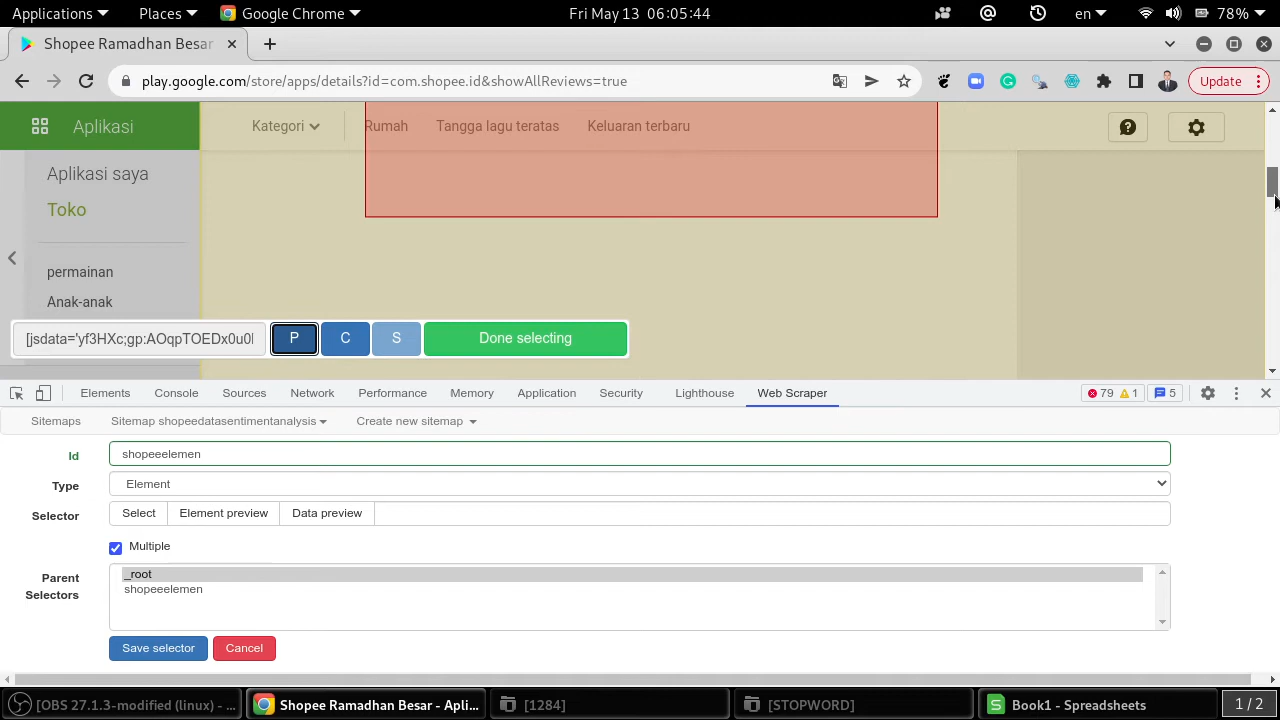 Applications Places Google Chrome Fri May 13 06:05:44 en 78%
Shopee Ramadhan Besar
play.google.com/store/apps/details?id=com.shopee.id&showAllReviews=true Update
Aplikasi Kategori Rumah Tangga lagu teratas Keluaran terbaru
Aplikasi saya
Toko
permainan
Anak-anak
[jsdata='yf3HXc;gp:AOqpTOEDx0u0 P C S Done selecting
Elements Console Sources Network Performance Memory Application Security Lighthouse Web Scraper 79 1 5
Sitemaps Sitemap shopeedatasentimentanalysis Create new sitemap
Id shopeeelemen
Type Element
Selector Select Element preview Data preview
Multiple
Parent Selectors _root
shopeeelemen
Save selector Cancel
[OBS 27.1.3-modified (linux) - ... Shopee Ramadhan Besar - Apli... [1284] [STOPWORD] Book1 - Spreadsheets 1 / 2